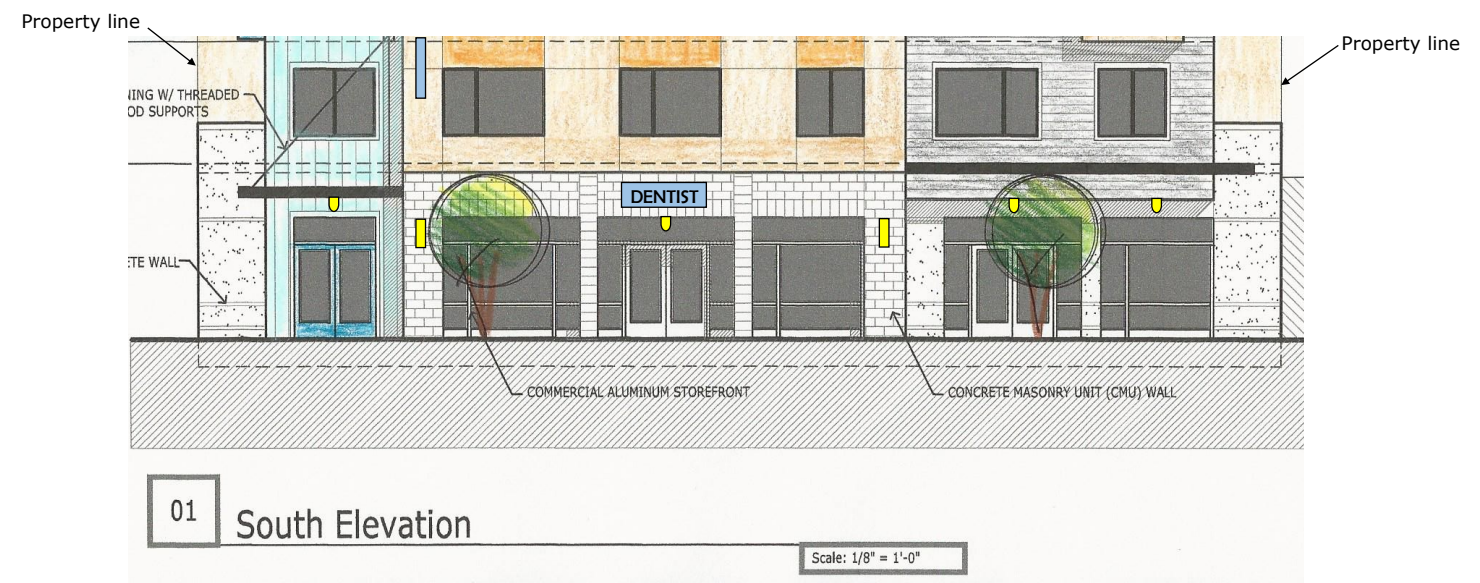 Property line
Property line
NING W/ THREADED
OD SUPPORTS
DENTIST
TE WALL
COMMERCIAL ALUMINUM STOREFRONT
CONCRETE MASONRY UNIT (CMU) WALL
01
South Elevation
Scale: 1/8" = 1'-0"